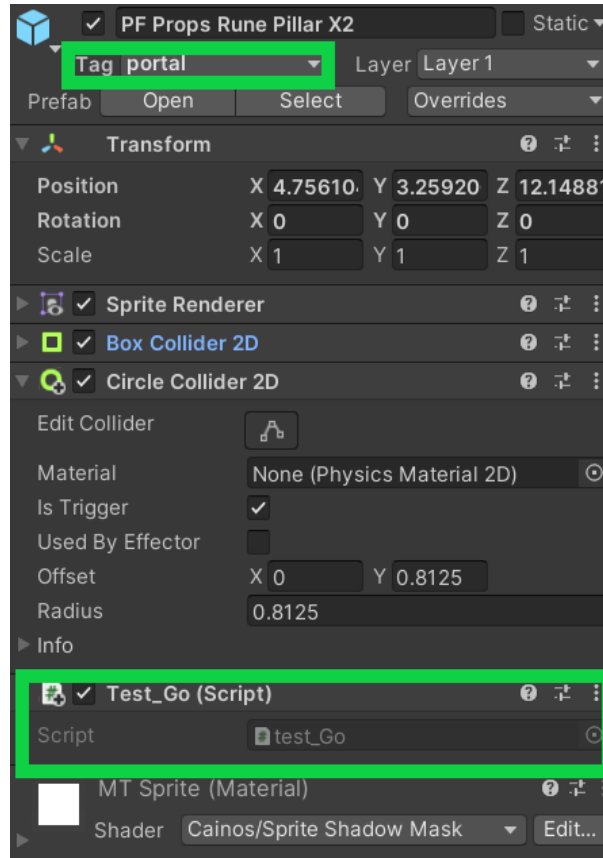 PF Props Rune Pillar X2 Static
Tag portal Layer Layer 1
Prefab Open Select Overrides
Transform
Position X 4.75610 Y 3.25920 Z 12.14881
Rotation X 0 Y 0 Z 0
Scale X 1 Y 1 Z 1
Sprite Renderer
Box Collider 2D
Circle Collider 2D
Edit Collider
Material None (Physics Material 2D)
Is Trigger
Used By Effector
Offset X 0 Y 0.8125
Radius 0.8125
Info
# Test_Go (Script)
Script # test_Go
MT Sprite (Material)
Shader Cainos/Sprite Shadow Mask Edit...